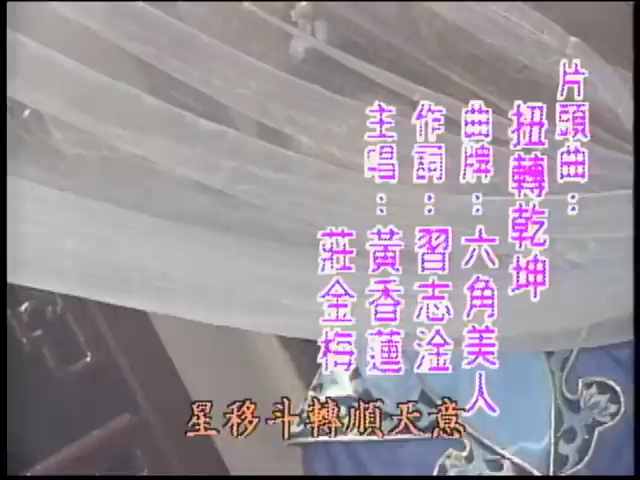 片頭曲：
扭轉乾坤
曲牌：六角美人
作詞：習志淦
主唱：黃香蓮
莊金梅
星移斗轉順天意